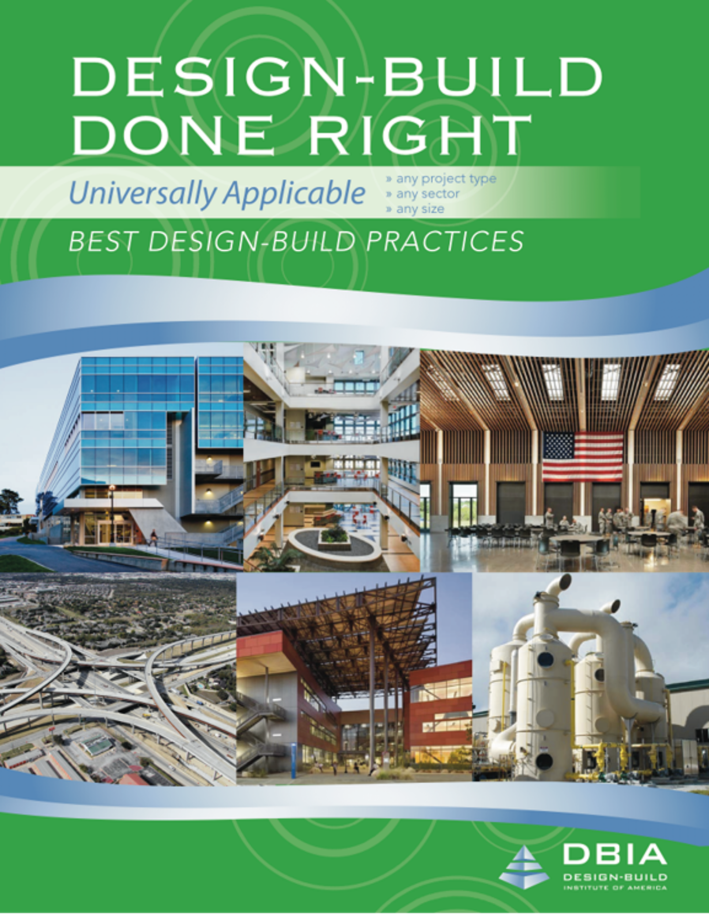 DESIGN-BUILD
DONE RIGHT
Universally Applicable
» any project type
» any sector
» any size
BEST DESIGN-BUILD PRACTICES
DBIA
DESIGN-BUILD
INSTITUTE OF AMERICA